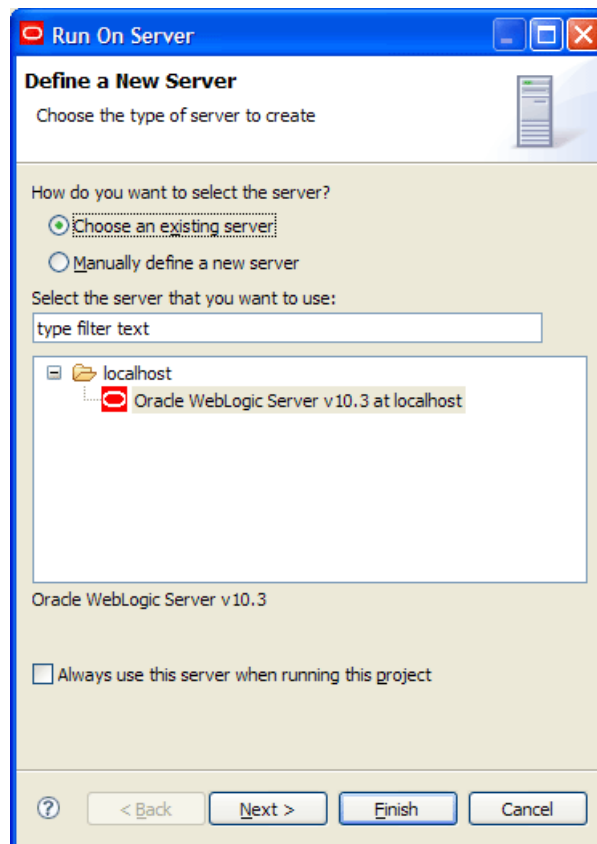 Run On Server
Define a New Server
Choose the type of server to create
How do you want to select the server?
Choose an existing server
Manually define a new server
Select the server that you want to use:
type filter text
localhost
Oracle WebLogic Server v10.3 at localhost
Oracle WebLogic Server v10.3
Always use this server when running this project
? < Back Next > Finish Cancel